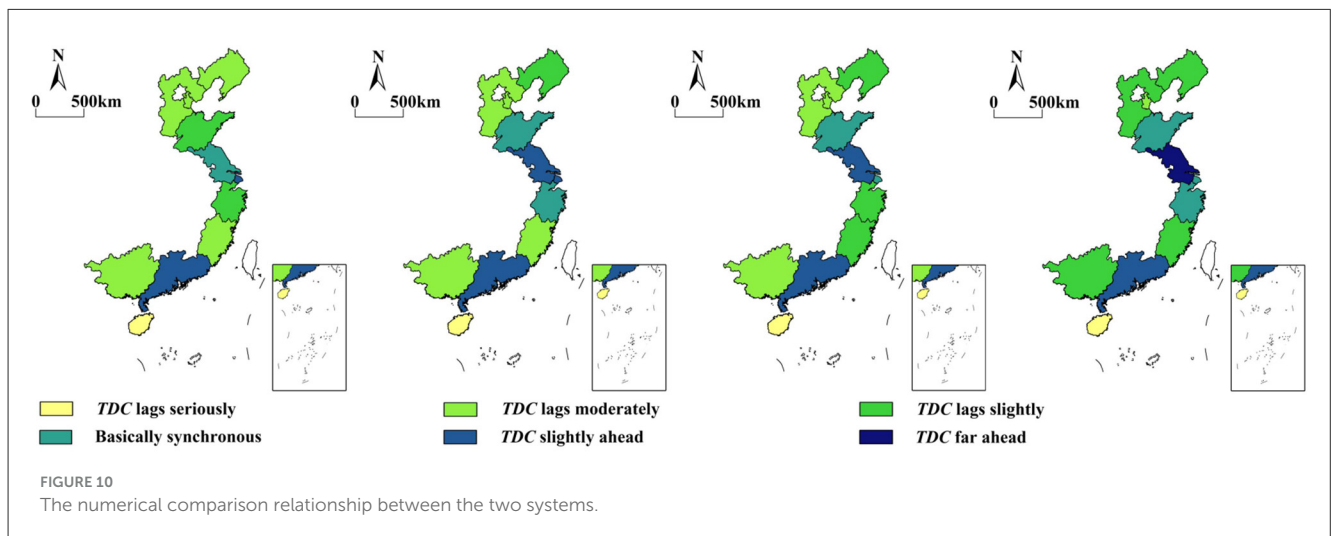 N
0 500km
N
0 500km
N
0 500km
N
0 500km
TDC lags seriously
TDC lags moderately
TDC lags slightly
Basically synchronous
TDC slightly ahead
TDC far ahead
FIGURE 10
The numerical comparison relationship between the two systems.